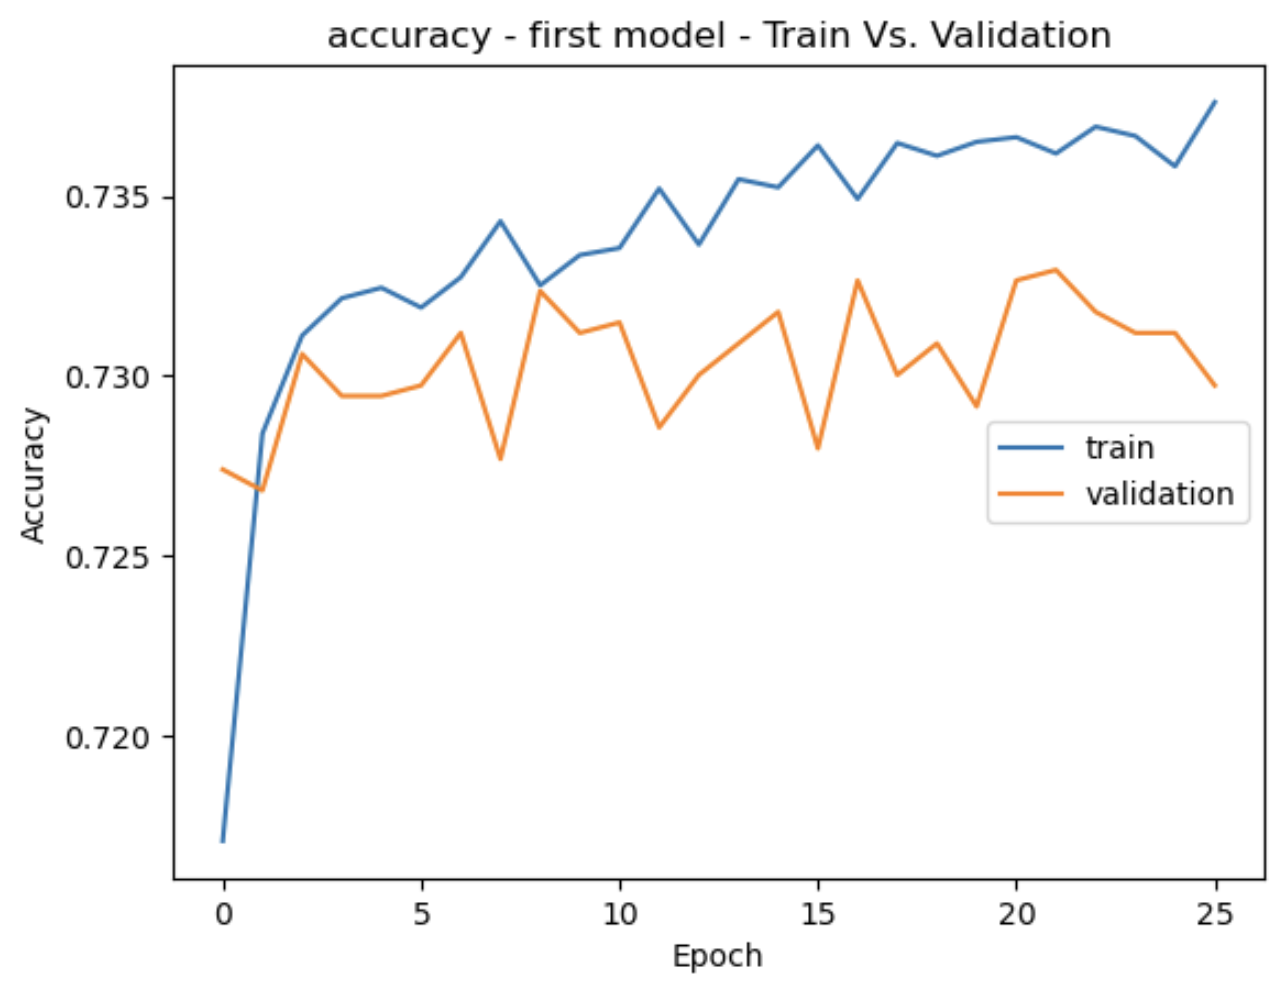 accuracy - first model - Train Vs. Validation
Accuracy
0.735
0.730
0.725
0.720
train
validation
0 5 10 15 20 25
Epoch